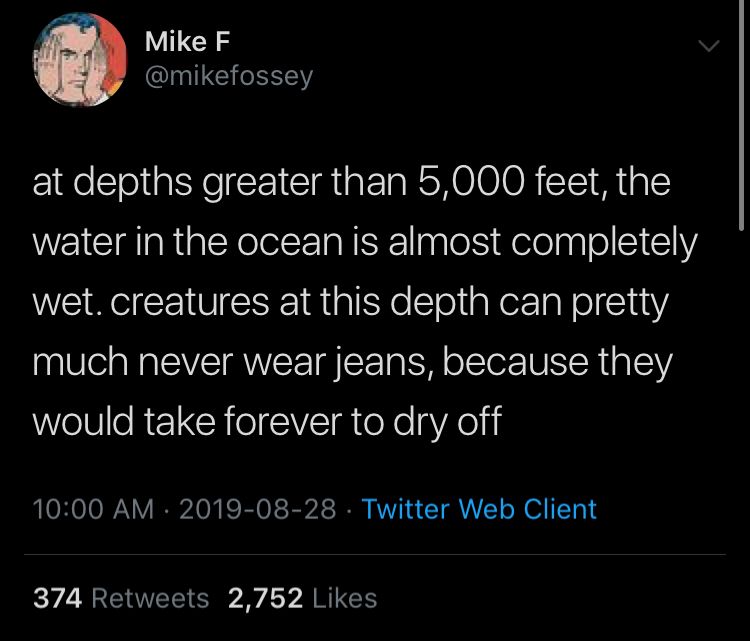 Mike F
@mikefossey
at depths greater than 5,000 feet, the
water in the ocean is almost completely
wet. creatures at this depth can pretty
much never wear jeans, because they
would take forever to dry off
10:00 AM · 2019-08-28 · Twitter Web Client
374 Retweets 2,752 Likes